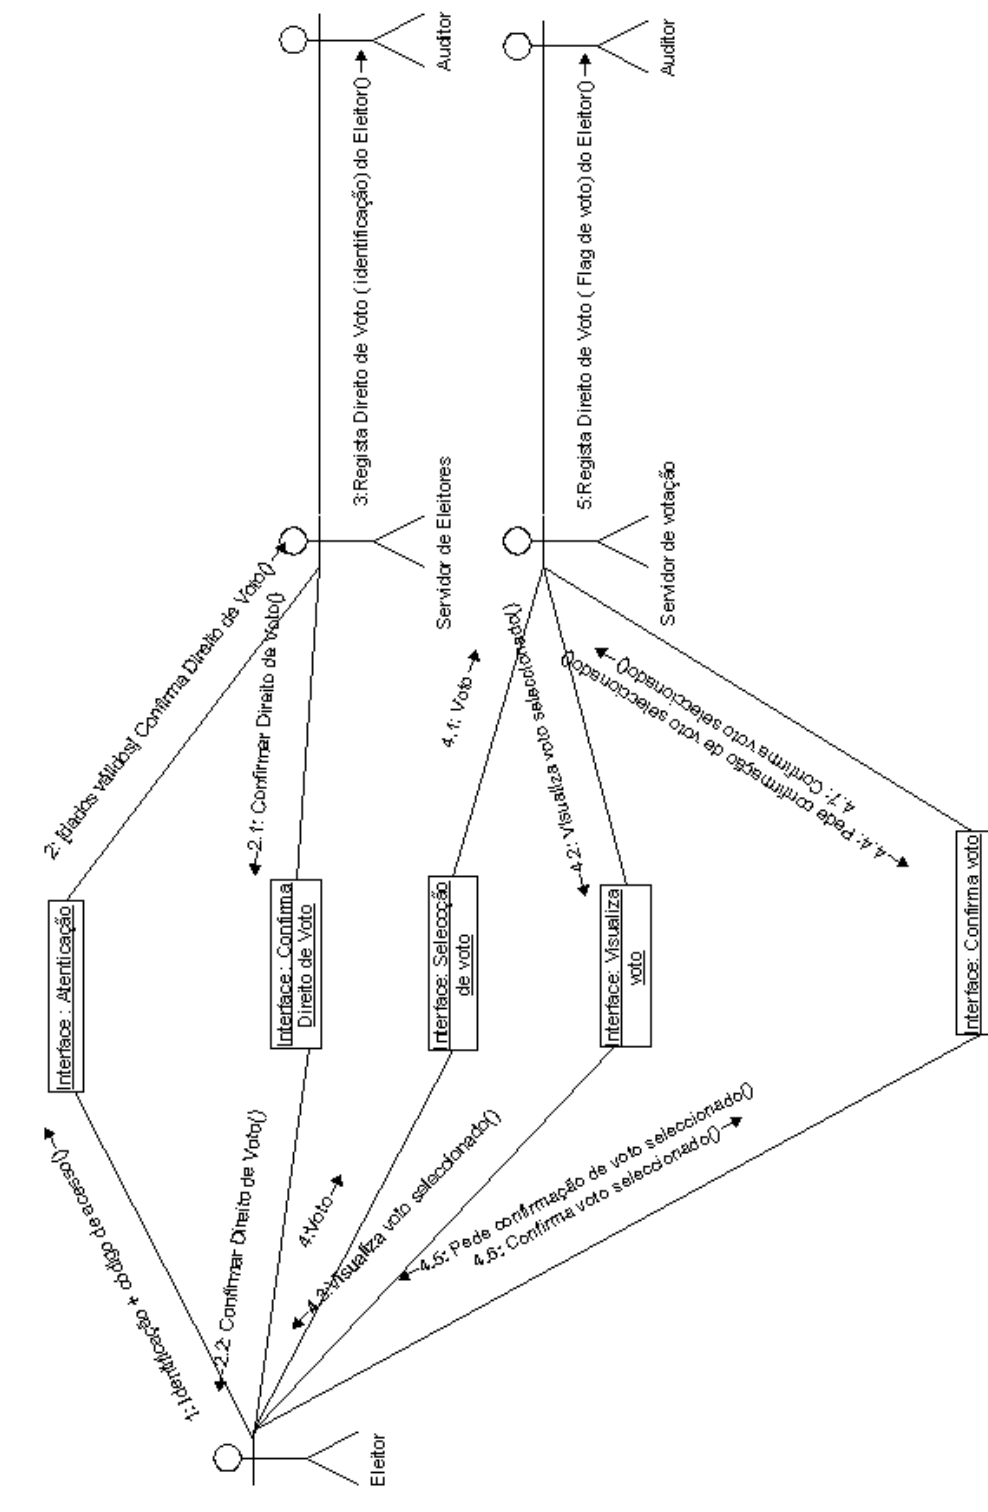 1: Identificação + código de acesso()
Interface : Atenticação
2: [dados válidos] Confirma Direito de Voto()
2.2: Confirmar Direito de Voto()
Interface : Confirma
Direito de Voto
2.1: Confirmar Direito de Voto()
Servidor de Eleitores
3:Regista Direito de Voto ( identificação) do Eleitor()
Auditor
Eleitor
4:Voto
Interface: Selecção
de voto
4.1: Voto
4.3:Visualiza voto seleccionado()
Interface: Visualiza
voto
4.2: Visualiza voto seleccionado()
Servidor de votação
5:Regista Direito de Voto ( Flag de voto) do Eleitor()
Auditor
4.5: Pede confirmação de voto seleccionado()
4.6: Confirma voto seleccionado()
Interface: Confirma voto
4.4: Pede confirmação de voto seleccionado()
4.7: Confirma voto seleccionado()